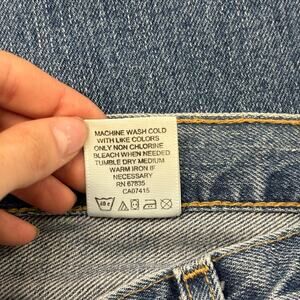 MACHINE WASH COLD
WITH LIKE COLORS
ONLY NON CHLORINE
BLEACH WHEN NEEDED
TUMBLE DRY MEDIUM
WARM IRON IF
NECESSARY
RN 67835
CA07415